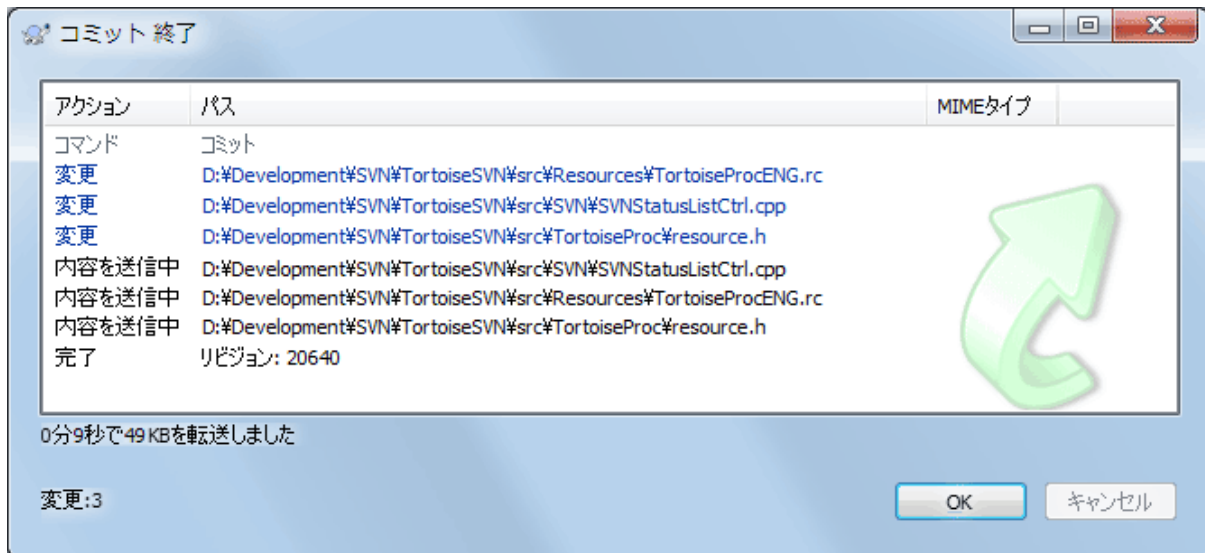 コミット 終了
アクション パス MIMEタイプ
コマンド コミット
変更 D:¥Development¥SVN¥TortoiseSVN¥src¥Resources¥TortoiseProcENG.rc
変更 D:¥Development¥SVN¥TortoiseSVN¥src¥SVN¥SVNStatusListCtrl.cpp
変更 D:¥Development¥SVN¥TortoiseSVN¥src¥TortoiseProc¥resource.h
内容を送信中 D:¥Development¥SVN¥TortoiseSVN¥src¥SVN¥SVNStatusListCtrl.cpp
内容を送信中 D:¥Development¥SVN¥TortoiseSVN¥src¥Resources¥TortoiseProcENG.rc
内容を送信中 D:¥Development¥SVN¥TortoiseSVN¥src¥TortoiseProc¥resource.h
完了 リビジョン: 20640
0分9秒で49 KBを転送しました
変更:3
OK キャンセル